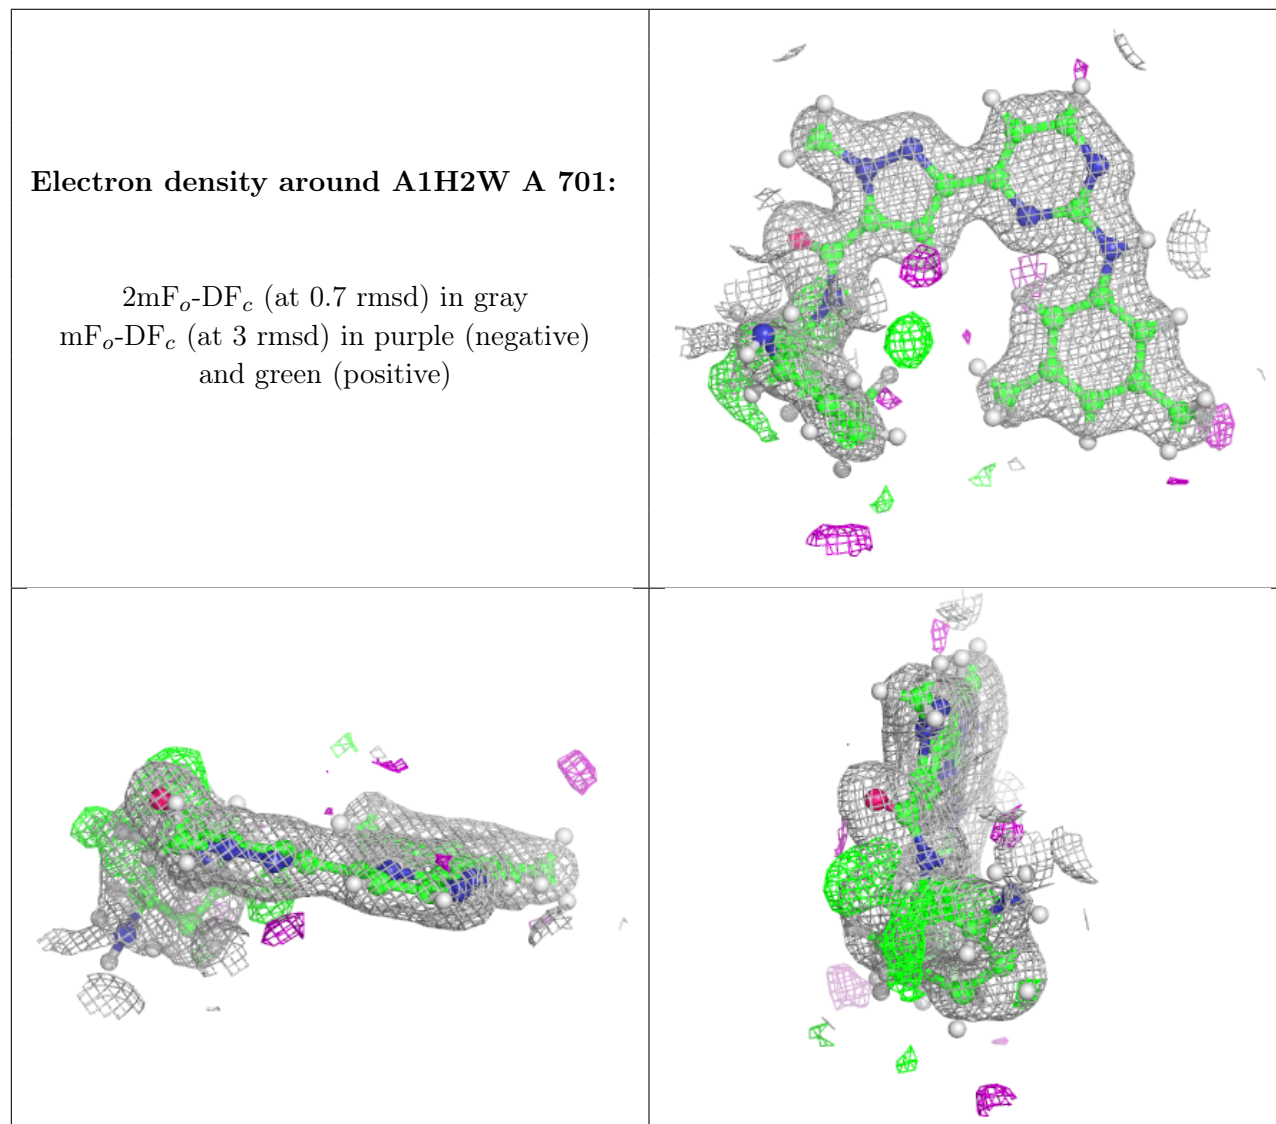 Electron density around A1H2W A 701:
2mFo-DFc (at 0.7 rmsd) in gray
mFo-DFc (at 3 rmsd) in purple (negative)
and green (positive)